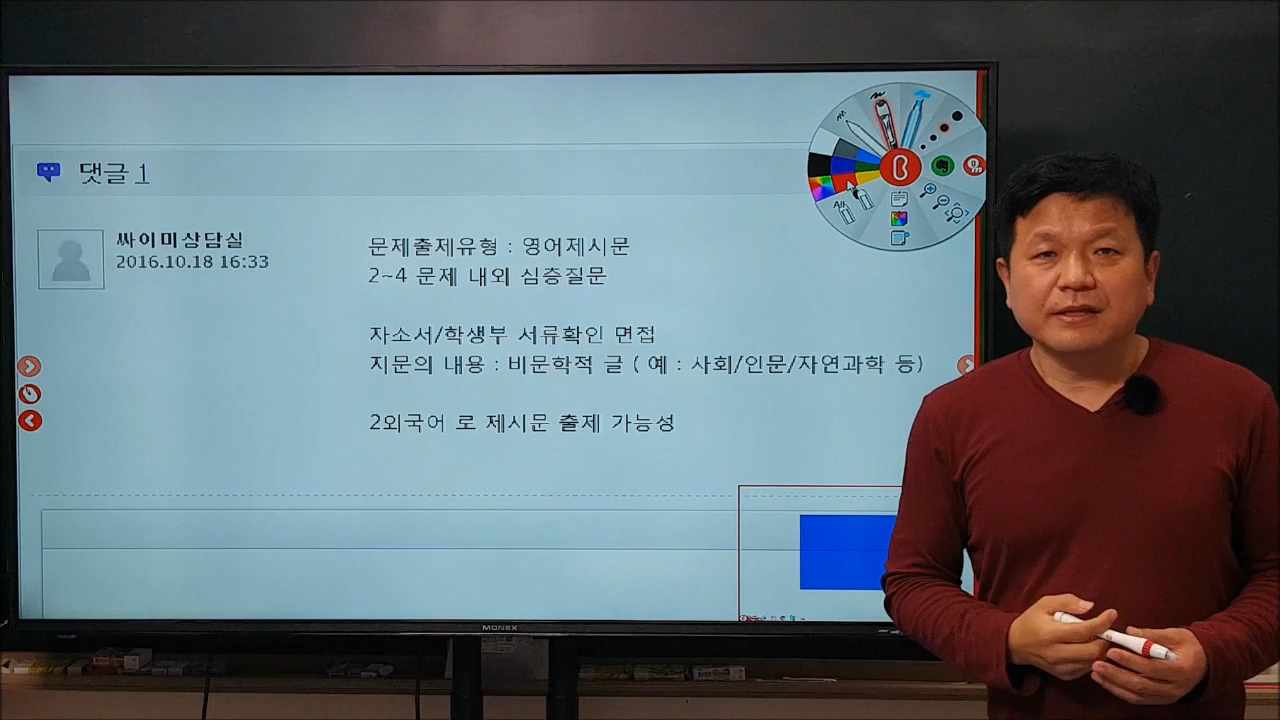 댓글 1
싸이미상담실
2016.10.18 16:33
문제출제유형 : 영어제시문
2~4 문제 내외 심층질문
자소서/학생부 서류확인 면접
지문의 내용 : 비문학적 글 ( 예 : 사회/인문/자연과학 등)
2외국어 로 제시문 출제 가능성
MONEX